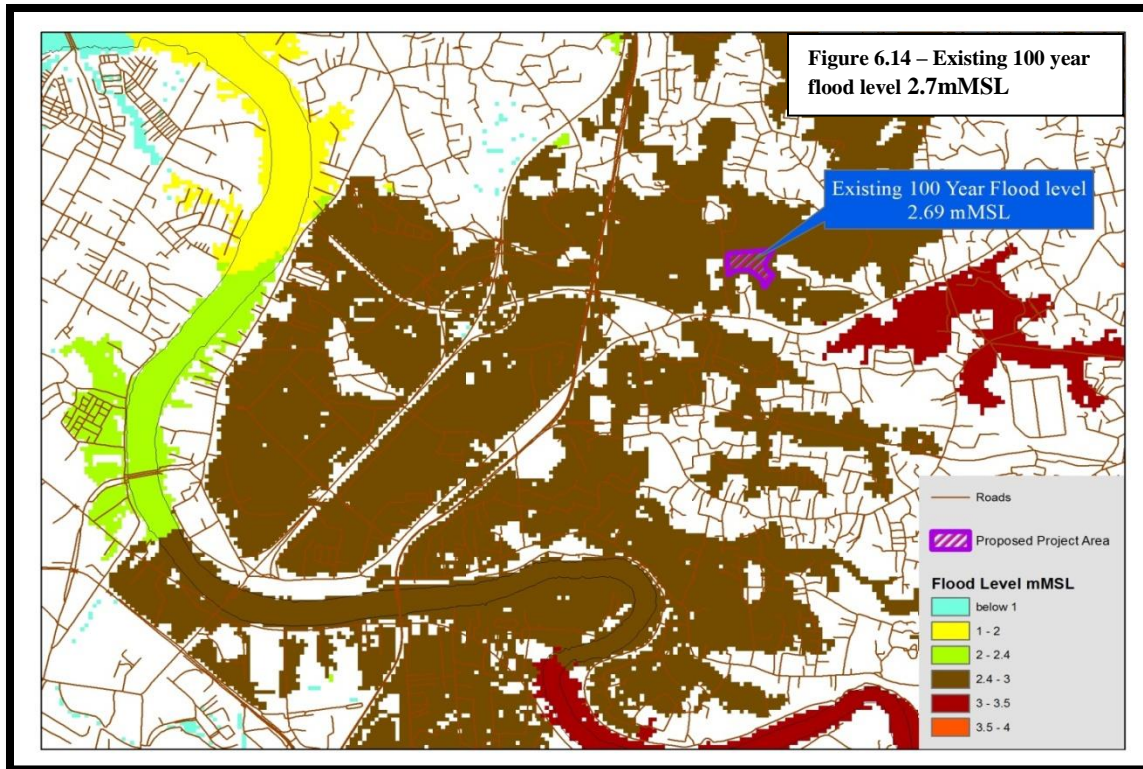 Figure 6.14 – Existing 100 year
flood level 2.7mMSL
Existing 100 Year Flood level
2.69 mMSL
Roads
Proposed Project Area
Flood Level mMSL
below 1
1 - 2
2 - 2.4
2.4 - 3
3 - 3.5
3.5 - 4